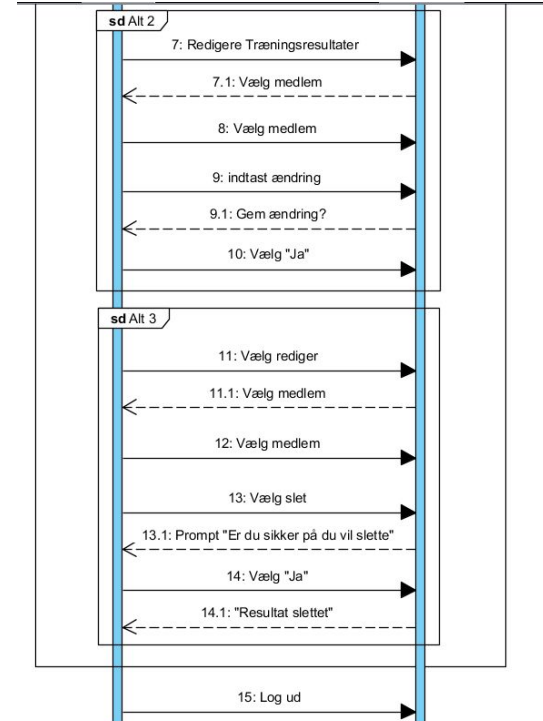 sd Alt 2
7: Redigere Træningsresultater
7.1: Vælg medlem
8: Vælg medlem
9: indtast ændring
9.1: Gem ændring?
10: Vælg "Ja"
sd Alt 3
11: Vælg rediger
11.1: Vælg medlem
12: Vælg medlem
13: Vælg slet
13.1: Prompt "Er du sikker på du vil slette"
14: Vælg "Ja"
14.1: "Resultat slettet"
15: Log ud